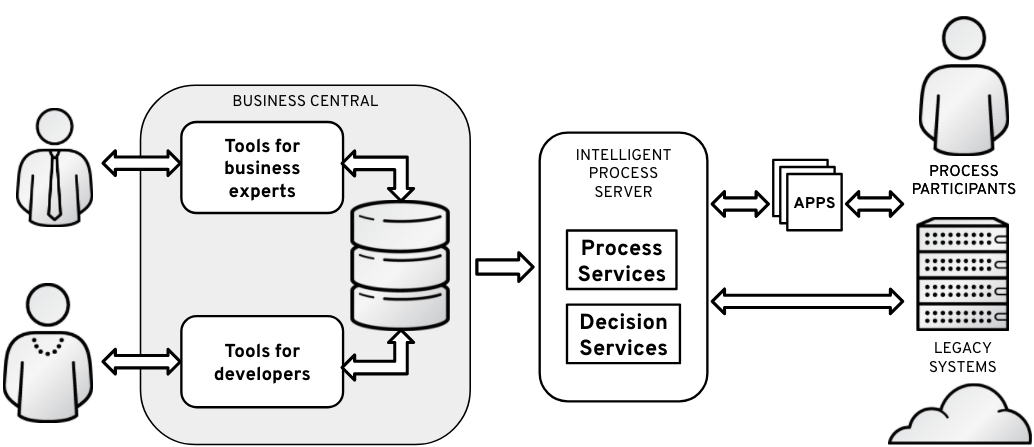 BUSINESS CENTRAL
Tools for
business
experts
Tools for
developers
INTELLIGENT
PROCESS
SERVER
Process
Services
Decision
Services
APPS
PROCESS
PARTICIPANTS
LEGACY
SYSTEMS